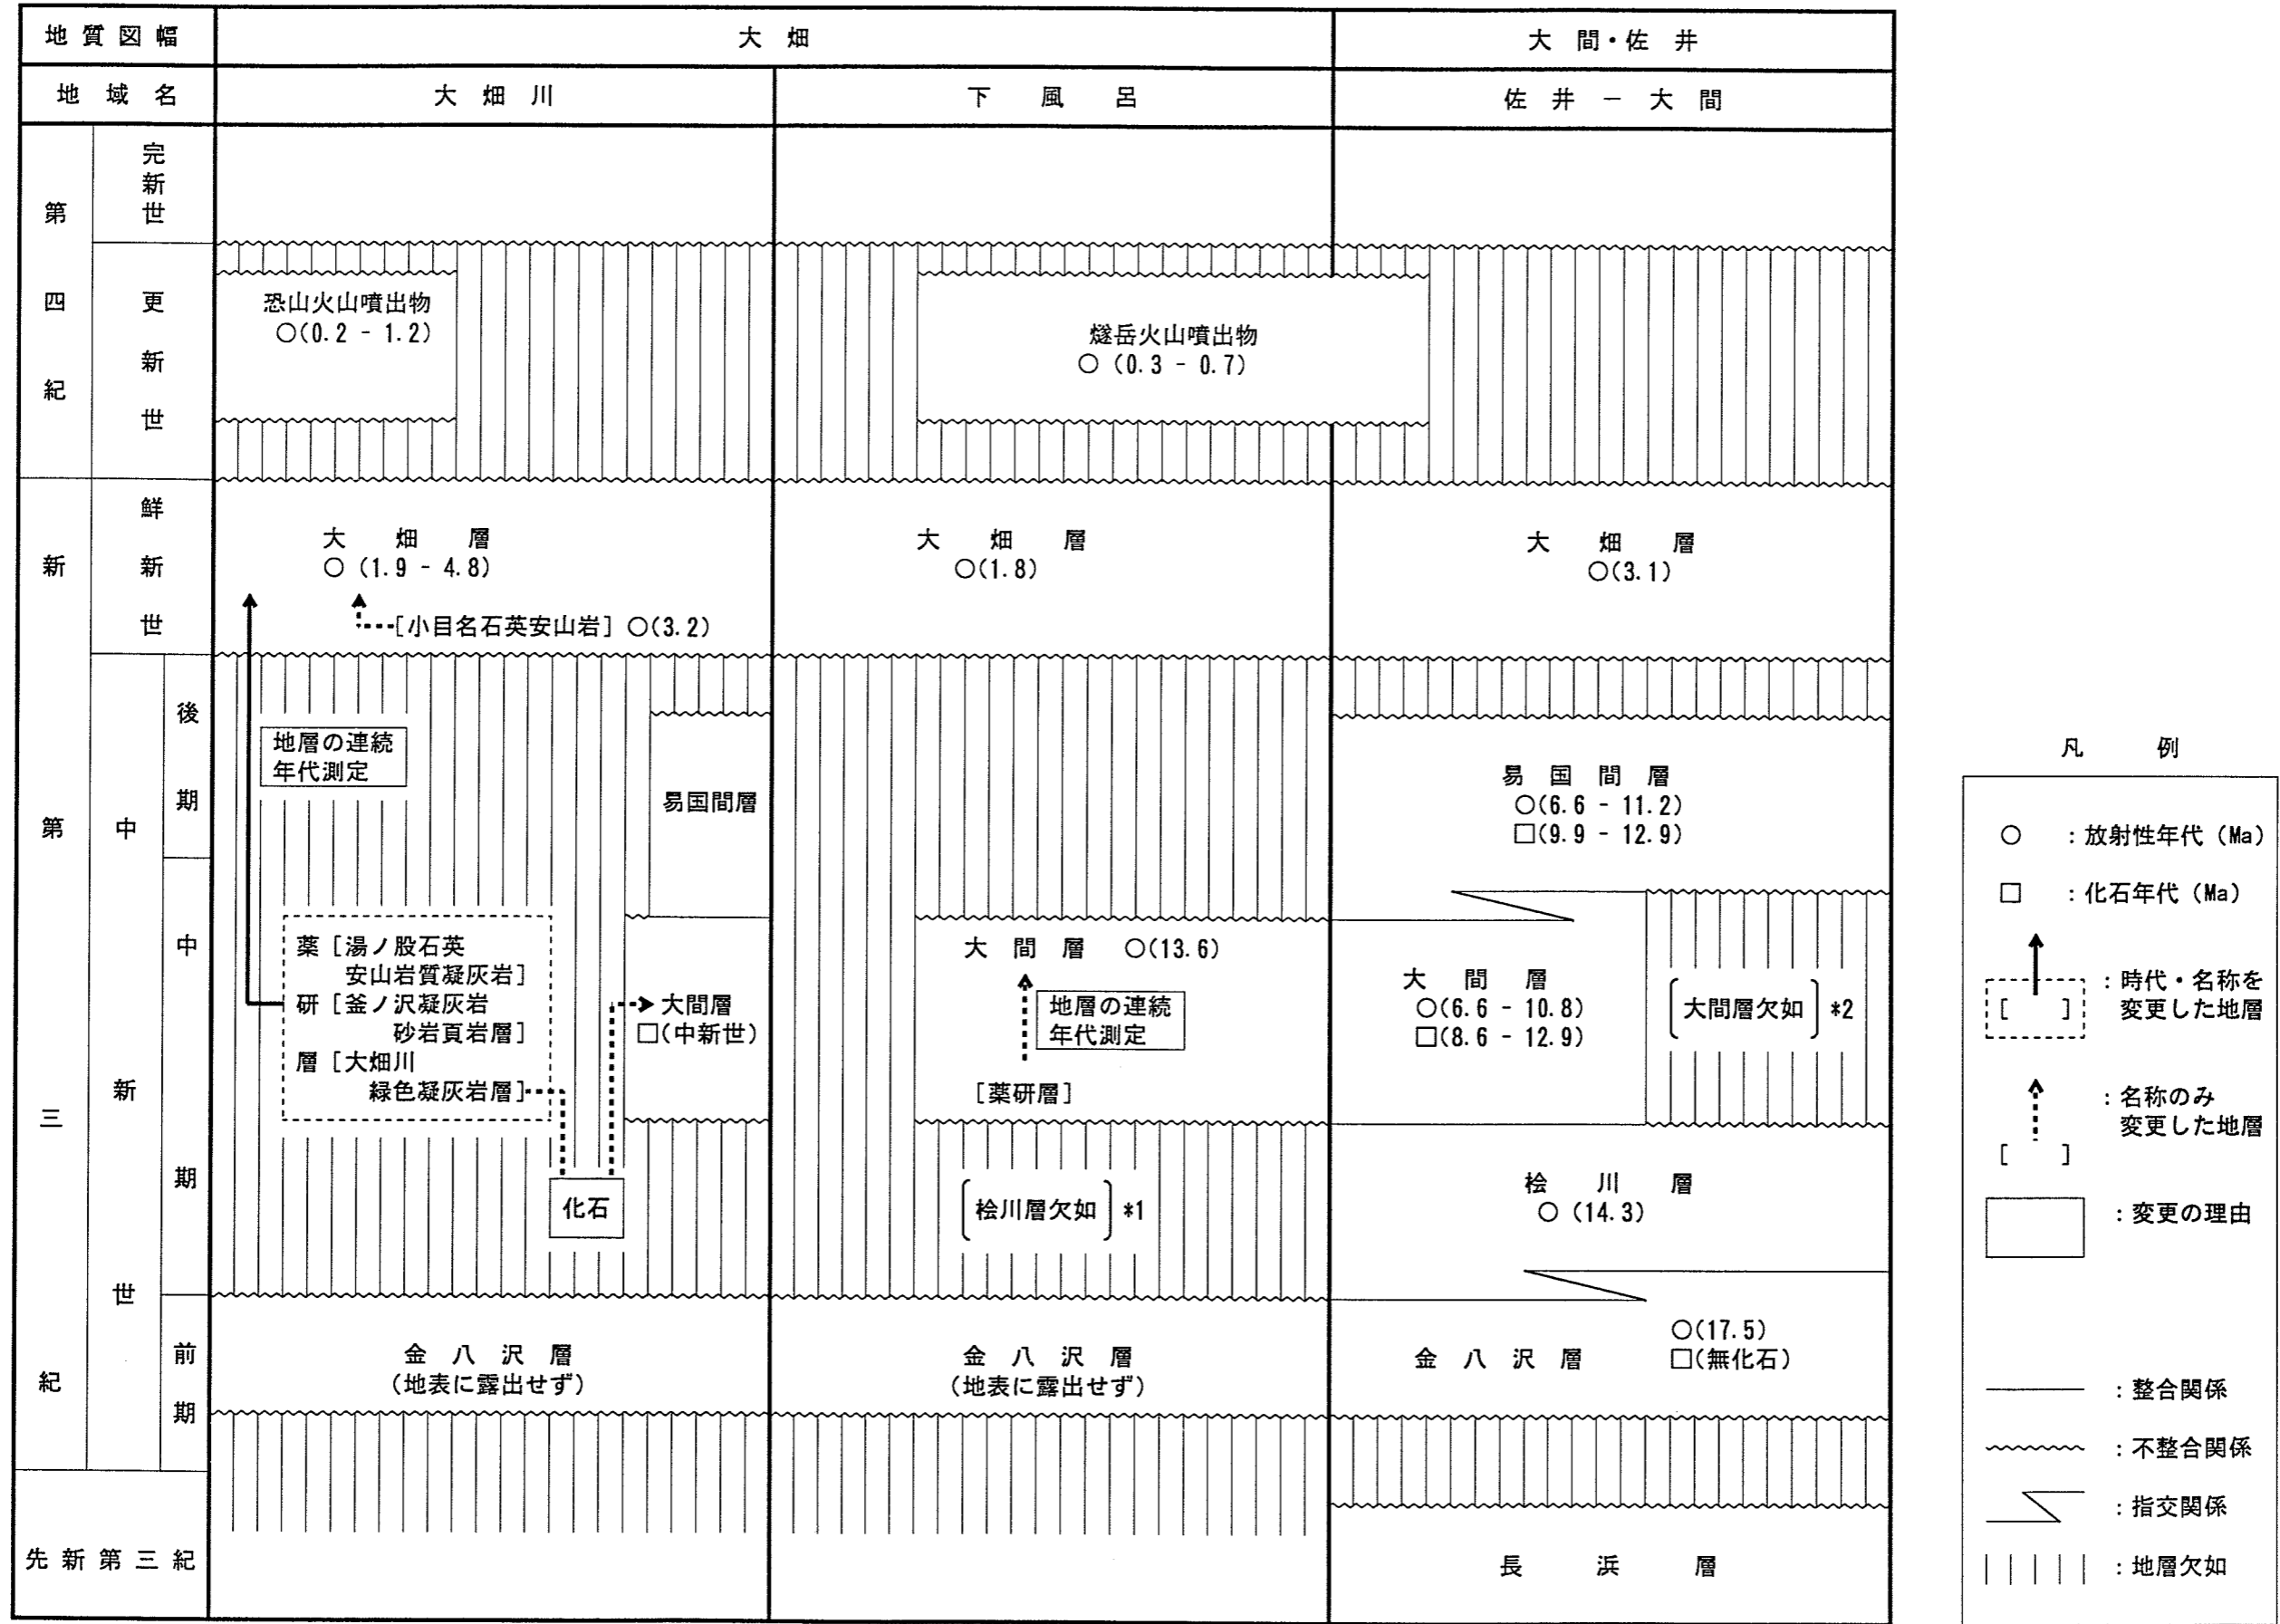 地質図幅
大畑
大間・佐井
地域名
大畑川
下風呂
佐井－大間
第四紀
完新世
更新世
恐山火山噴出物
○(0.2 - 1.2)
燧岳火山噴出物
○ (0.3 - 0.7)
新第三紀
鮮新世
大畑層
○ (1.9 - 4.8)
[小目名石英安山岩] ○(3.2)
大畑層
○(1.8)
大畑層
○(3.1)
中新世
後期
地層の連続
年代測定
易国間層
易国間層
○(6.6 - 11.2)
□(9.9 - 12.9)
中期
薬研層
[湯ノ股石英
安山岩質凝灰岩]
[釜ノ沢凝灰岩
砂岩頁岩層]
[大畑川
緑色凝灰岩層]
化石
大間層
□(中新世)
大間層 ○(13.6)
地層の連続
年代測定
[薬研層]
[桧川層欠如] *1
大間層
○(6.6 - 10.8)
□(8.6 - 12.9)
[大間層欠如] *2
桧川層
○ (14.3)
前期
金八沢層
(地表に露出せず)
金八沢層
(地表に露出せず)
金八沢層
○(17.5)
□(無化石)
先新第三紀
長浜層
凡例
○ ：放射性年代 (Ma)
□ ：化石年代 (Ma)
[ ] ：時代・名称を
変更した地層
[ ] ：名称のみ
変更した地層
：変更の理由
：整合関係
：不整合関係
：指交関係
：地層欠如